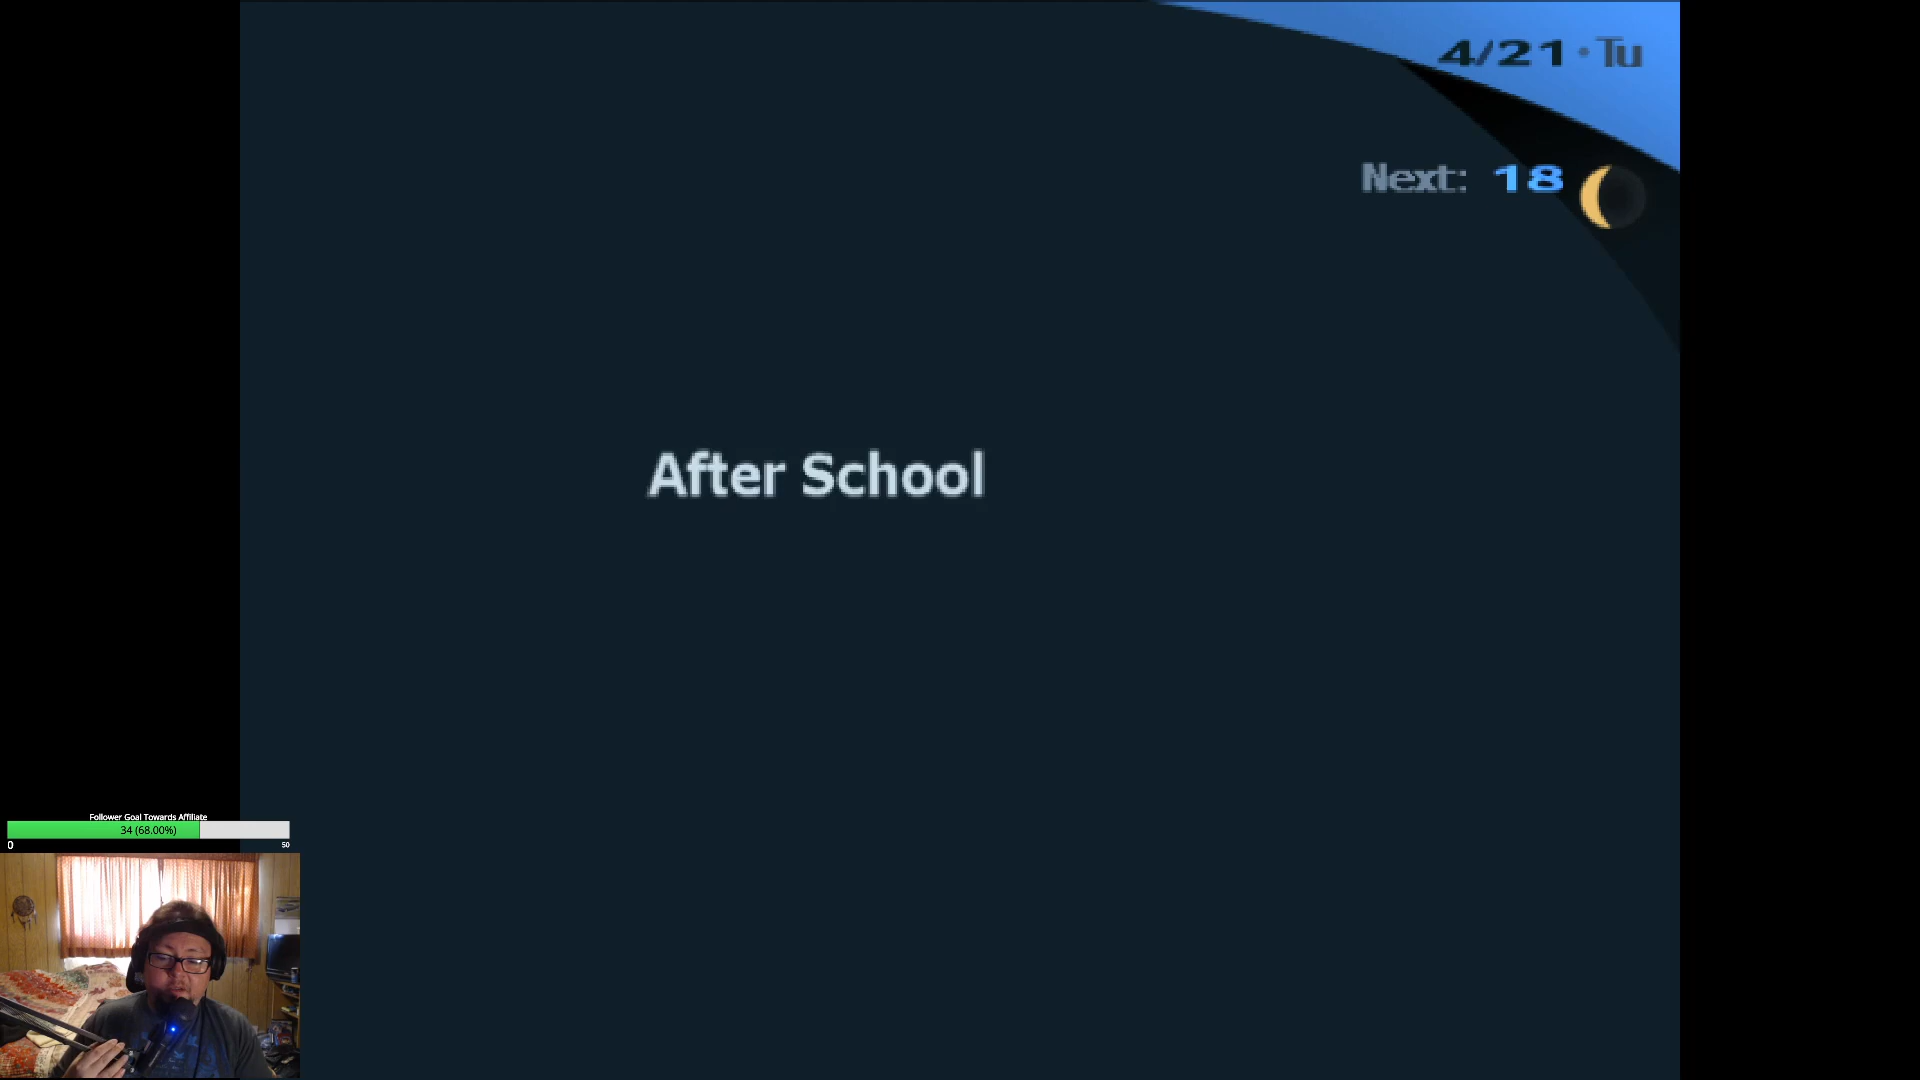 4/21 · Tu
Next: 18
After School
Follower Goal Towards Affiliate
34 (68.00%)
0
50